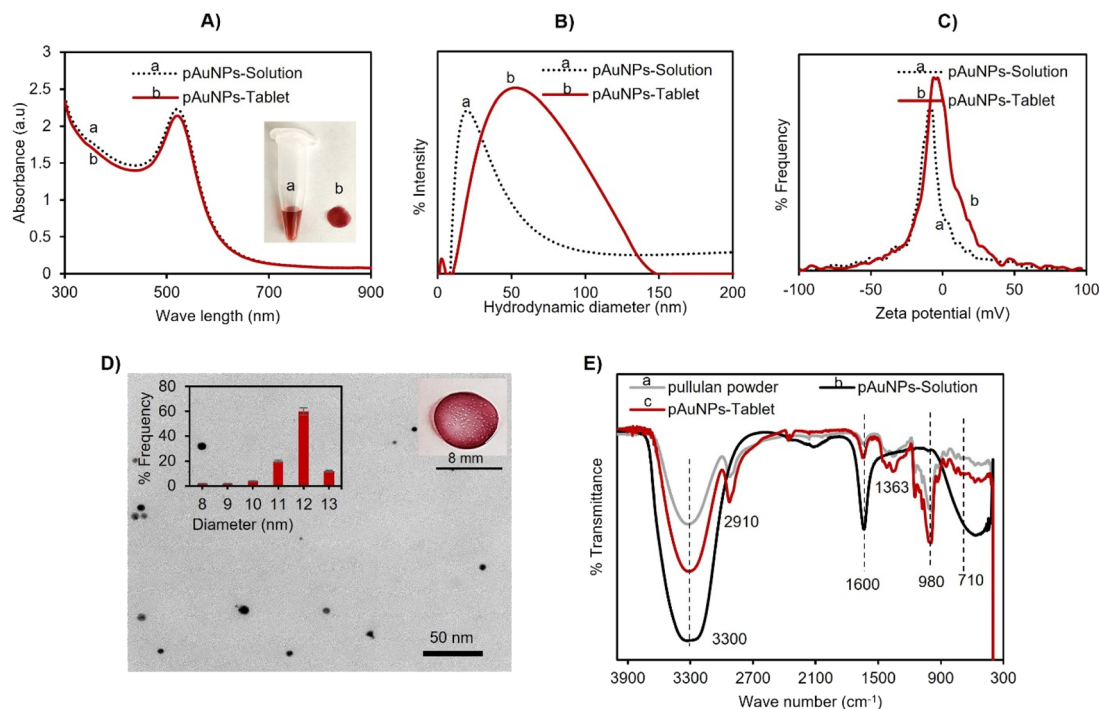 A)
a pAuNPs-Solution
b pAuNPs-Tablet
a
b
a
b
3
2.5
2
1.5
1
0.5
0
300
500
700
900
Absorbance (a.u)
Wave length (nm)
B)
a pAuNPs-Solution
b pAuNPs-Tablet
a
b
% Intensity
0
50
100
150
200
Hydrodynamic diameter (nm)
C)
a pAuNPs-Solution
b pAuNPs-Tablet
a
b
% Frequency
-100
-50
0
50
100
Zeta potential (mV)
D)
80
60
40
20
0
% Frequency
8
9
10
11
12
13
Diameter (nm)
8 mm
50 nm
E)
a pullulan powder
b pAuNPs-Solution
c pAuNPs-Tablet
2910
3300
1600
1363
980
710
% Transmittance
3900
3300
2700
2100
1500
900
300
Wave number (cm⁻¹)